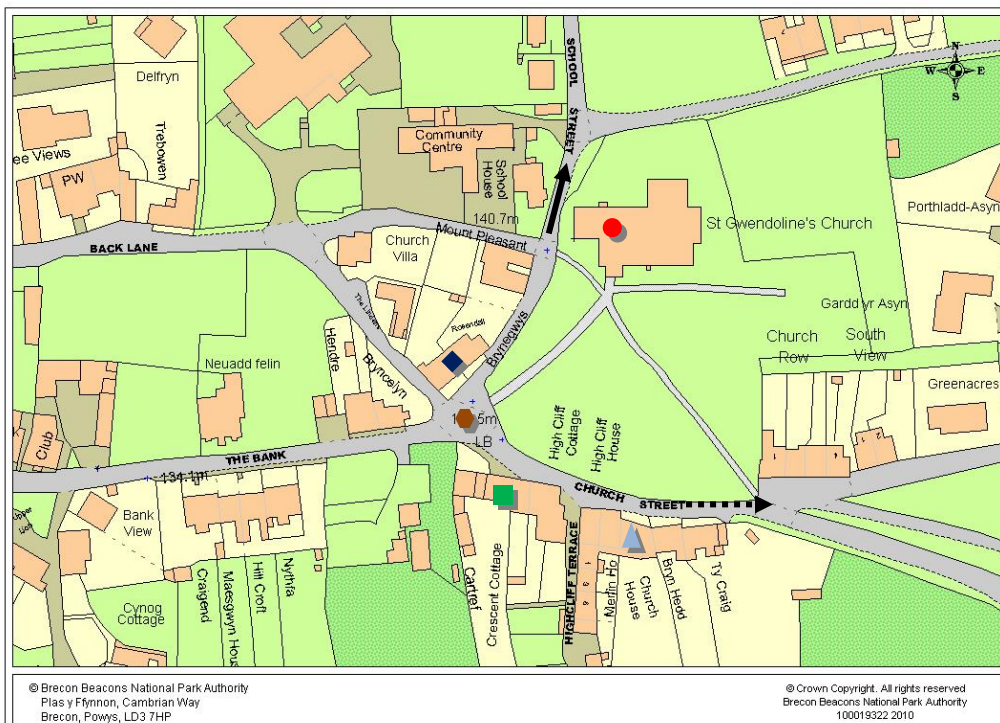 SCHOOL STREET
N
W E
S
Delfryn
Trebowen
ee Views
PW
Community
Centre
School
House
140.7m
Mount Pleasant
St Gwendoline's Church
Porthladd-Asyn
BACK LANE
Church
Villa
The Lindens
Rosendall
Brynegwys
Gardd yr Asyn
Church
Row
South
View
Neuadd felin
Hendre
Bryncelyn
Greenacres
Club
LB
High Cliff
Cottage
High Cliff
House
THE BANK
134.1m
CHURCH STREET
Bank
View
Cynog
Cottage
Craigend
Maesgwyn Hous
Hill Croft
Nythfa
Cartref
Crescent Cottage
HIGHCLIFF TERRACE
Merlin Ho
Church
House
Bryn Hedd
Ty Craig
© Brecon Beacons National Park Authority
Plas y Ffynnon, Cambrian Way
Brecon, Powys, LD3 7HP
© Crown Copyright. All rights reserved
Brecon Beacons National Park Authority
100019322 2010